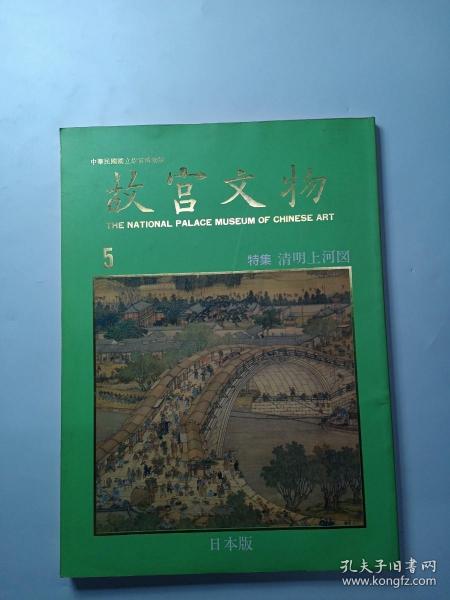 中華民國國立故宮博物院
故宮文物
THE NATIONAL PALACE MUSEUM OF CHINESE ART
5
特集 清明上河図
日本版
孔夫子旧书网
www.kongfz.com